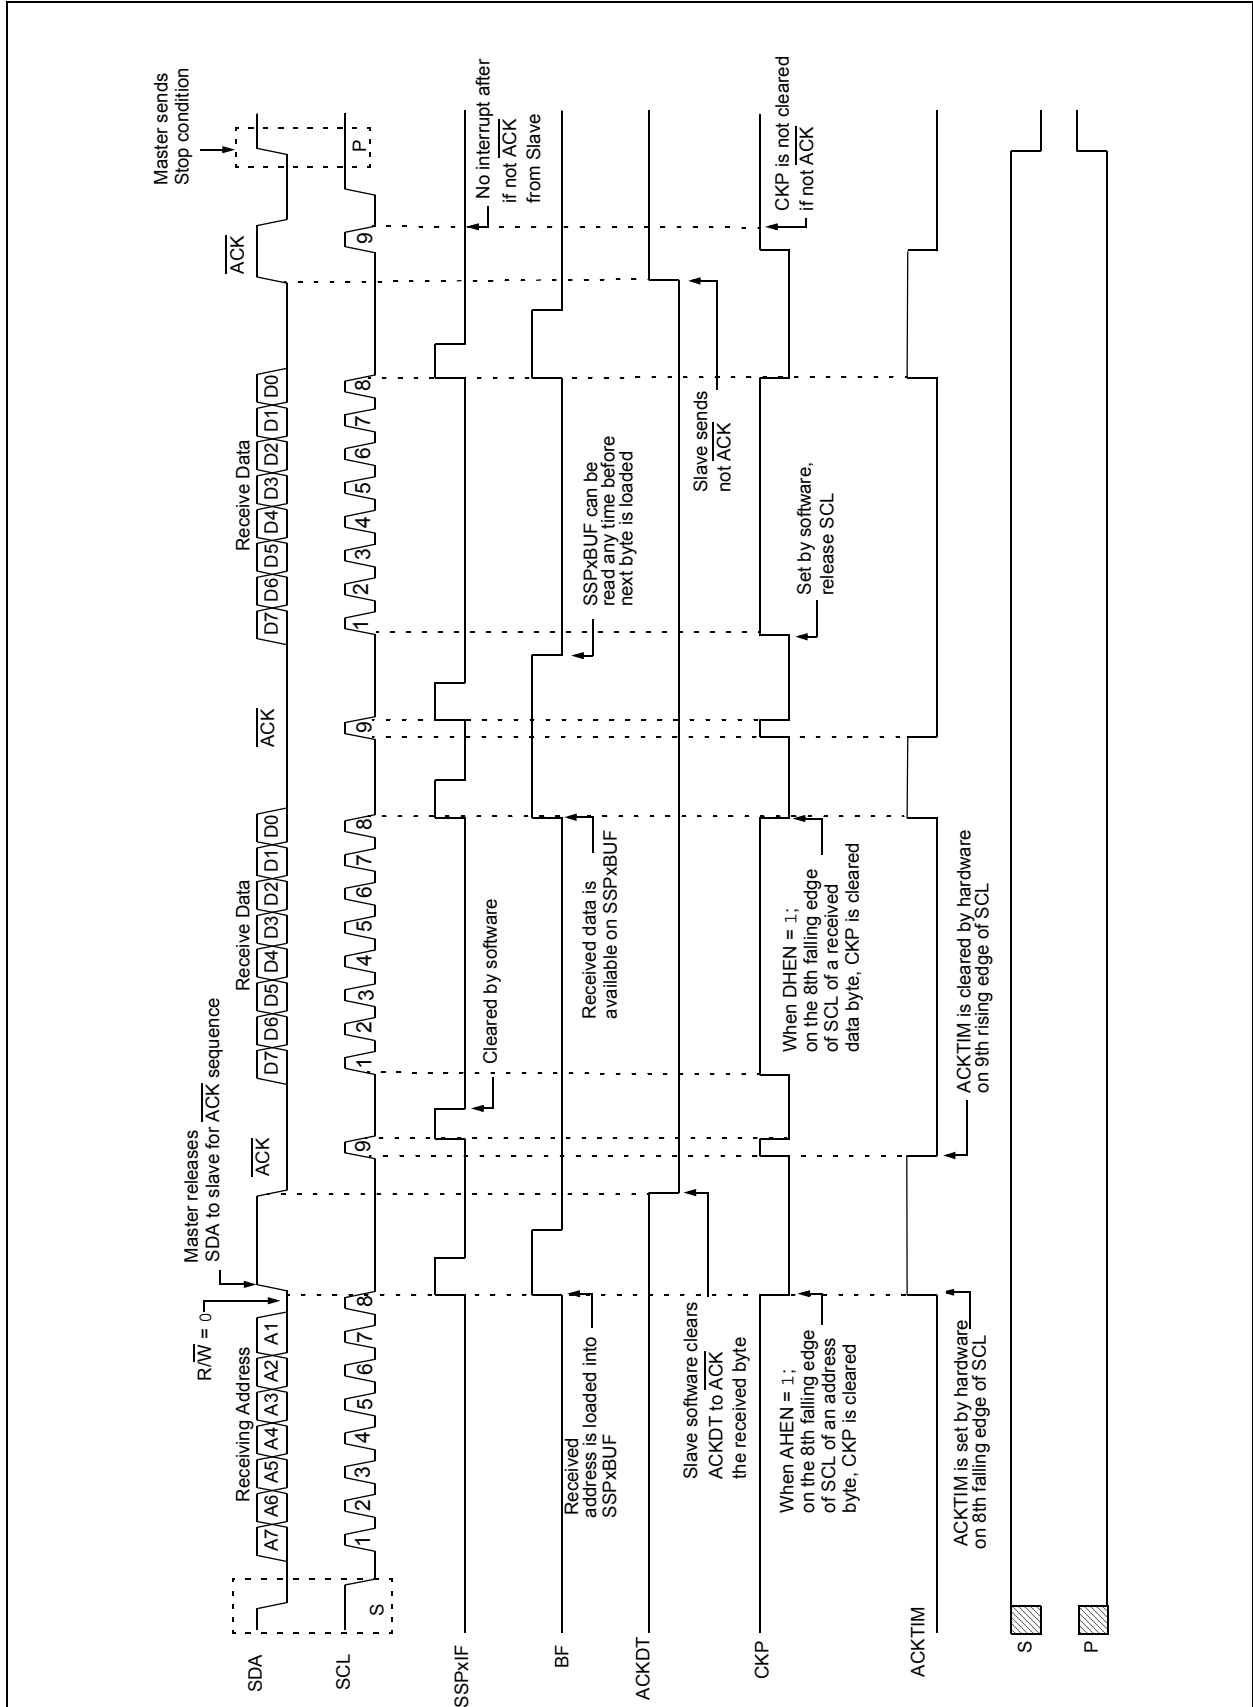 Master sends
Stop condition
Master releases
SDA to slave for ACK sequence
R/W = 0
Receiving Address
Receive Data
Receive Data
ACK
ACK
ACK
SDA
A7 A6 A5 A4 A3 A2 A1
D7 D6 D5 D4 D3 D2 D1 D0
D7 D6 D5 D4 D3 D2 D1 D0
SCL
S
1 2 3 4 5 6 7 8 9
1 2 3 4 5 6 7 8 9
1 2 3 4 5 6 7 8 9
P
SSPxIF
Cleared by software
No interrupt after
if not ACK
from Slave
BF
Received
address is loaded into
SSPxBUF
Received data is
available on SSPxBUF
SSPxBUF can be
read any time before
next byte is loaded
ACKDT
Slave software clears
ACKDT to ACK
the received byte
Slave sends
not ACK
CKP
When AHEN = 1;
on the 8th falling edge
of SCL of an address
byte, CKP is cleared
When DHEN = 1;
on the 8th falling edge
of SCL of a received
data byte, CKP is cleared
Set by software,
release SCL
CKP is not cleared
if not ACK
ACKTIM
ACKTIM is set by hardware
on 8th falling edge of SCL
ACKTIM is cleared by hardware
on 9th rising edge of SCL
S
P